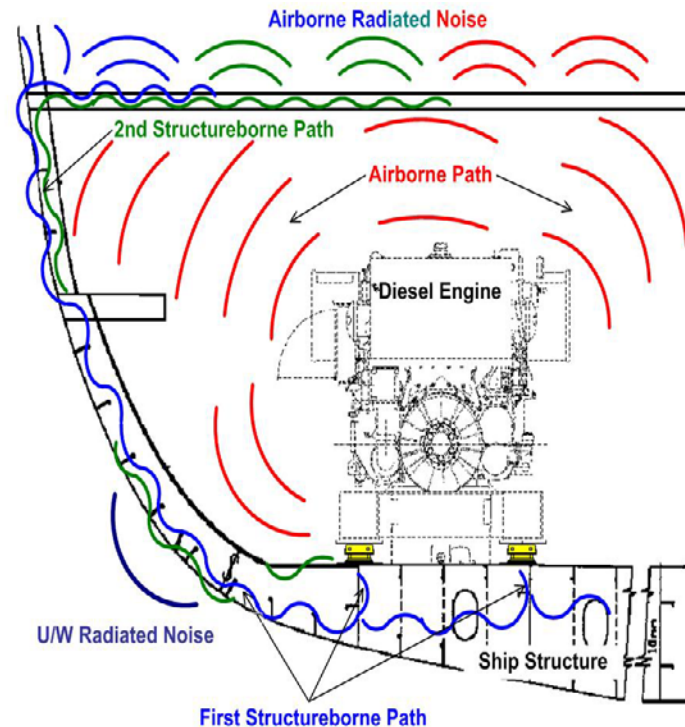 Airborne Radiated Noise
2nd Structureborne Path
Airborne Path
Diesel Engine
U/W Radiated Noise
Ship Structure
First Structureborne Path